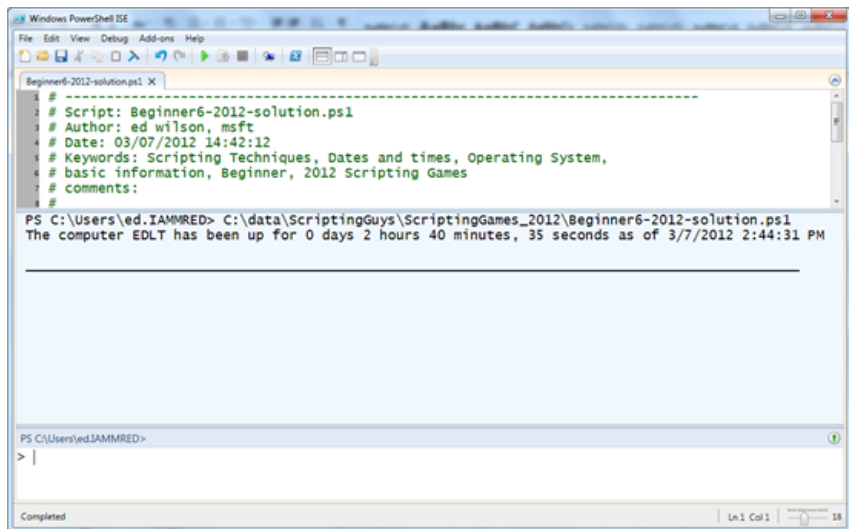 Windows PowerShell ISE
File Edit View Debug Add-ons Help
Beginner6-2012-solution.ps1 X
1 # ----------------------------------------------------------------------------
2 # Script: Beginner6-2012-solution.ps1
3 # Author: ed wilson, msft
4 # Date: 03/07/2012 14:42:12
5 # Keywords: Scripting Techniques, Dates and times, Operating System,
6 # basic information, Beginner, 2012 Scripting Games
7 # comments:
8 #
PS C:\Users\ed.IAMMRED> C:\data\ScriptingGuys\ScriptingGames_2012\Beginner6-2012-solution.ps1
The computer EDLT has been up for 0 days 2 hours 40 minutes, 35 seconds as of 3/7/2012 2:44:31 PM
PS C:\Users\ed.IAMMRED>
> |
Completed
Ln 1 Col 1
18